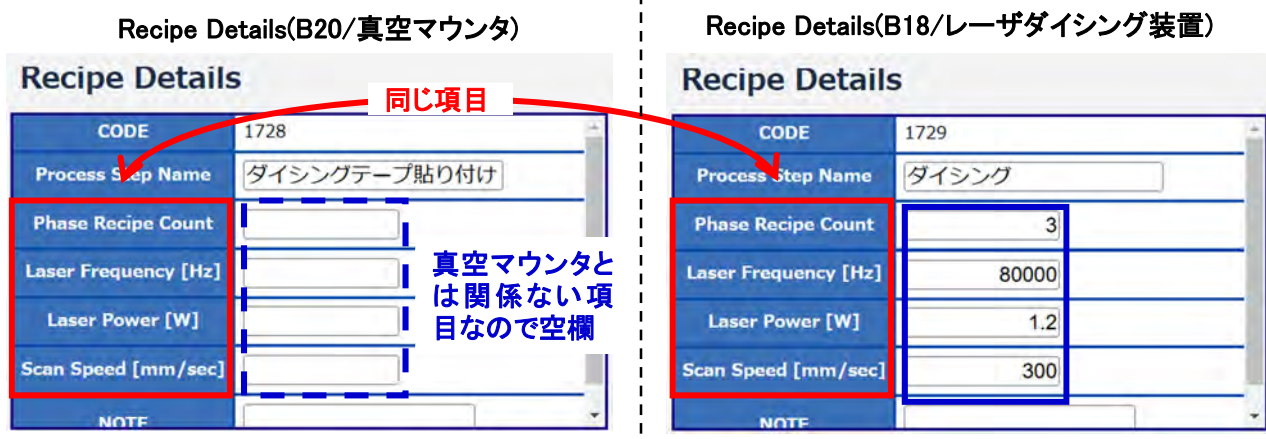 Recipe Details(B20/真空マウンタ)
Recipe Details
同じ項目
CODE 1728
Process Step Name ダイシングテープ貼り付け
Phase Recipe Count
Laser Frequency [Hz]
Laser Power [W]
Scan Speed [mm/sec]
NOTE
真空マウンタと
は関係ない項
目なので空欄
Recipe Details(B18/レーザダイシング装置)
Recipe Details
CODE 1729
Process Step Name ダイシング
Phase Recipe Count 3
Laser Frequency [Hz] 80000
Laser Power [W] 1.2
Scan Speed [mm/sec] 300
NOTE